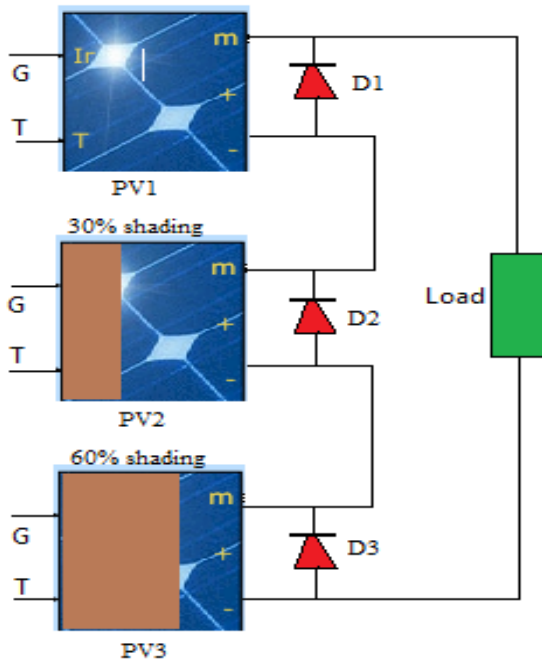 m
Ir
G
D1
+
T
T
-
PV1
30% shading
m
G
D2
Load
+
T
-
PV2
60% shading
m
G
D3
+
T
-
PV3